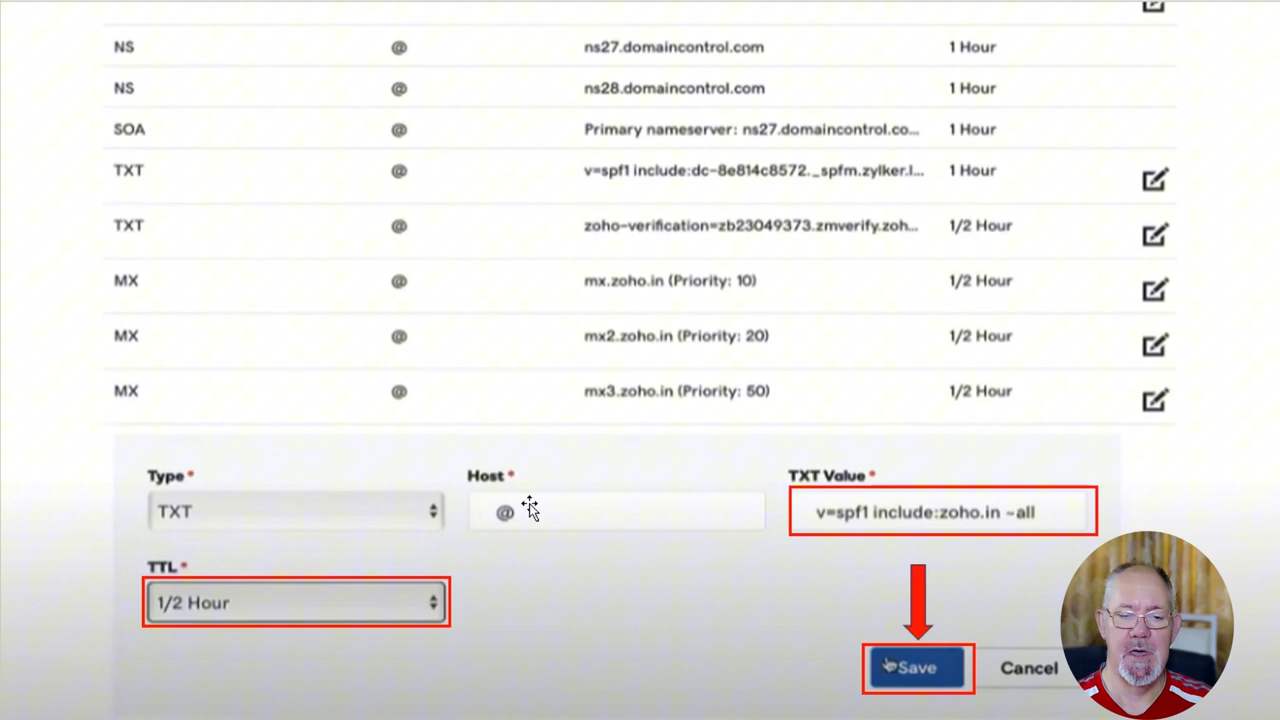 NS @ ns27.domaincontrol.com 1 Hour
NS @ ns28.domaincontrol.com 1 Hour
SOA @ Primary nameserver: ns27.domaincontrol.co... 1 Hour
TXT @ v=spf1 include:dc-8e814c8572._spfm.zylker.l... 1 Hour
TXT @ zoho-verification=zb23049373.zmverify.zoh... 1/2 Hour
MX @ mx.zoho.in (Priority: 10) 1/2 Hour
MX @ mx2.zoho.in (Priority: 20) 1/2 Hour
MX @ mx3.zoho.in (Priority: 50) 1/2 Hour
Type * Host * TXT Value *
TXT @ v=spf1 include:zoho.in ~all
TTL *
1/2 Hour
Save Cancel